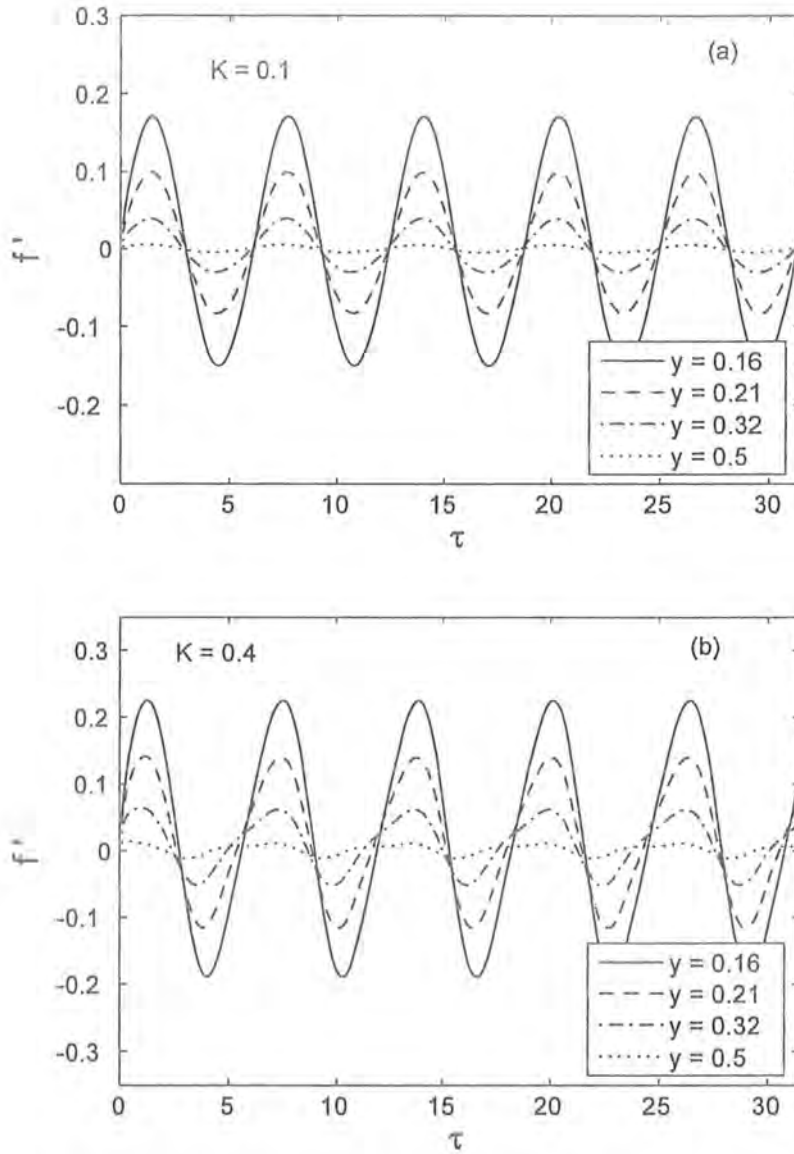 0.3
K = 0.1
(a)
0.2
0.1
f '
0
-0.1
-0.2
y = 0.16
y = 0.21
y = 0.32
y = 0.5
0 5 10 15 20 25 30
τ
K = 0.4
(b)
0.3
0.2
0.1
f '
0
-0.1
-0.2
-0.3
y = 0.16
y = 0.21
y = 0.32
y = 0.5
0 5 10 15 20 25 30
τ